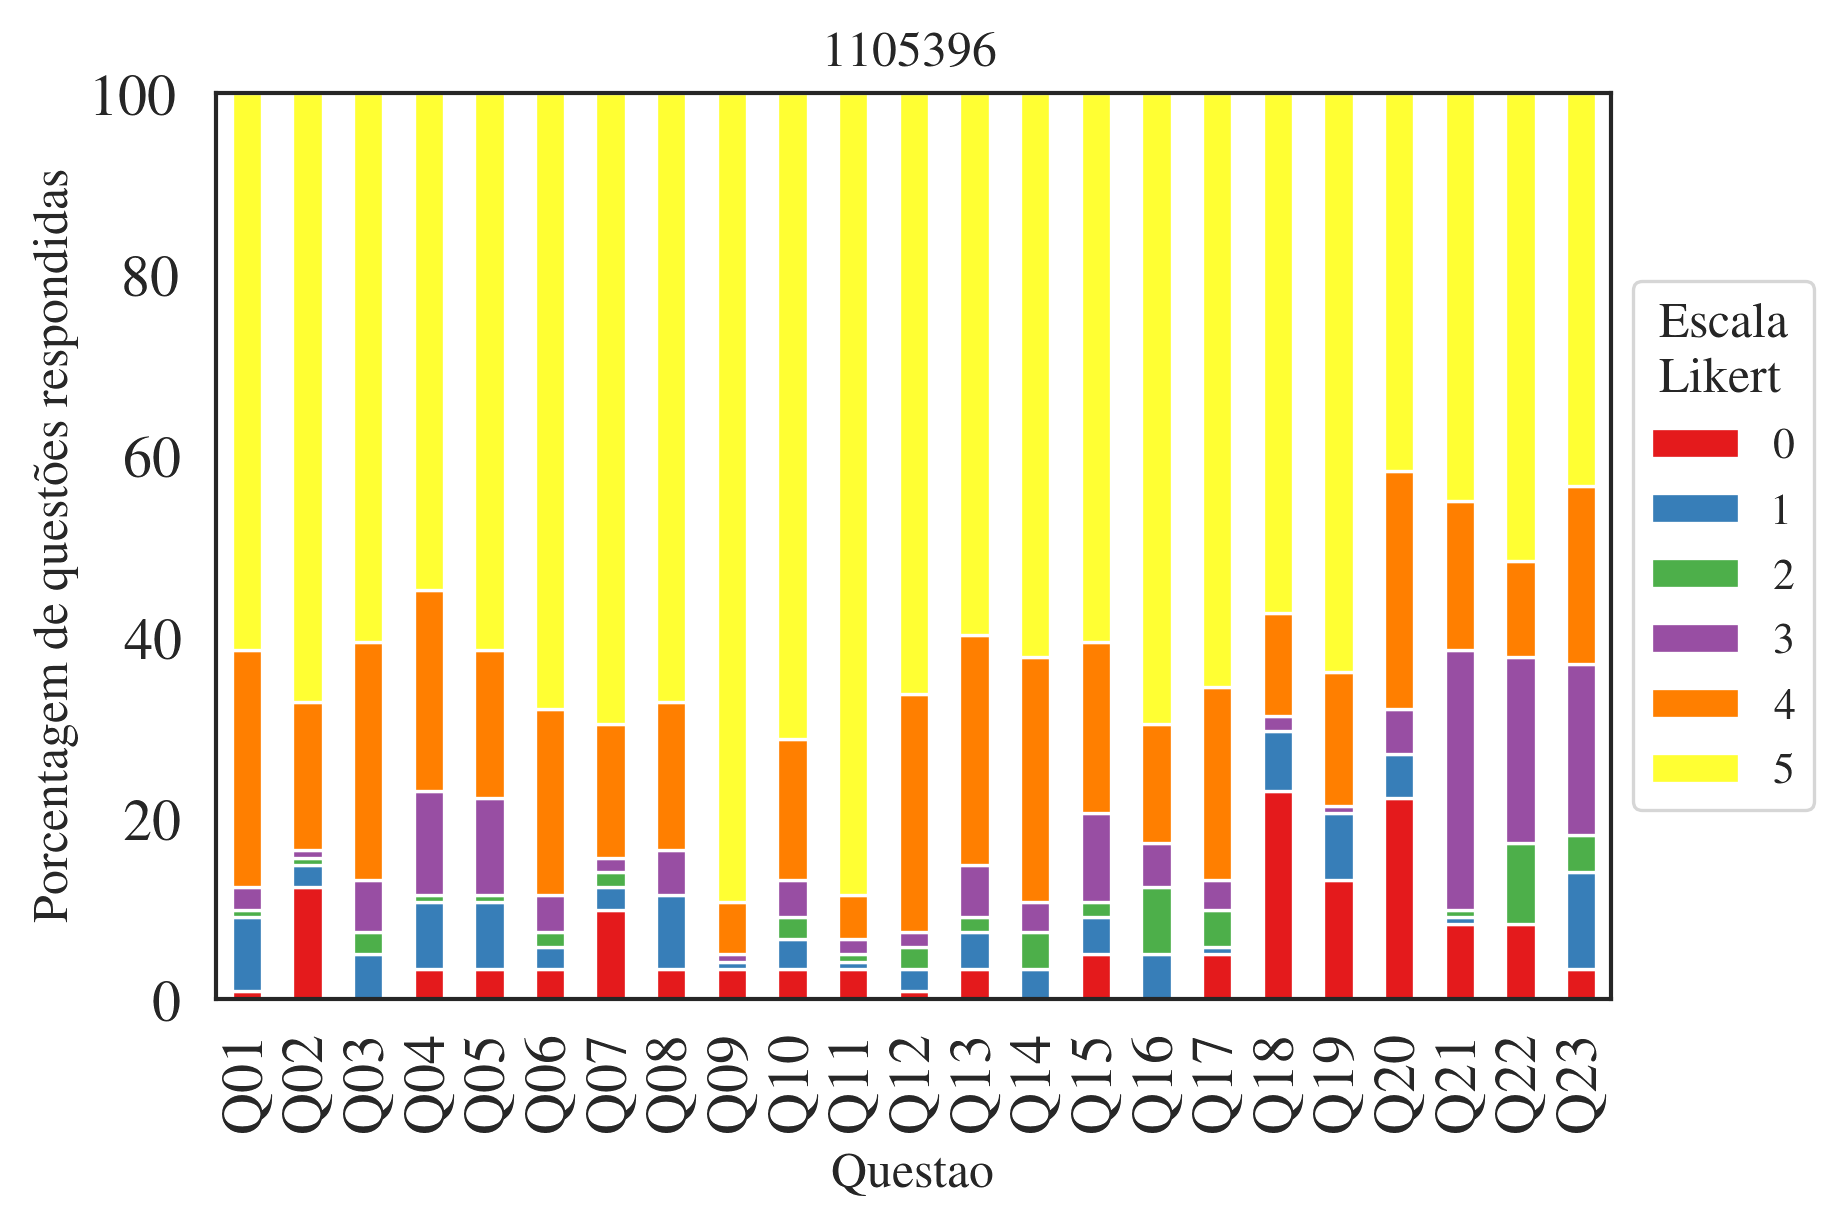 1105396
Porcentagem de questões respondidas
100
80
60
40
20
0
Q01
Q02
Q03
Q04
Q05
Q06
Q07
Q08
Q09
Q10
Q11
Q12
Q13
Q14
Q15
Q16
Q17
Q18
Q19
Q20
Q21
Q22
Q23
Questao
Escala
Likert
0
1
2
3
4
5